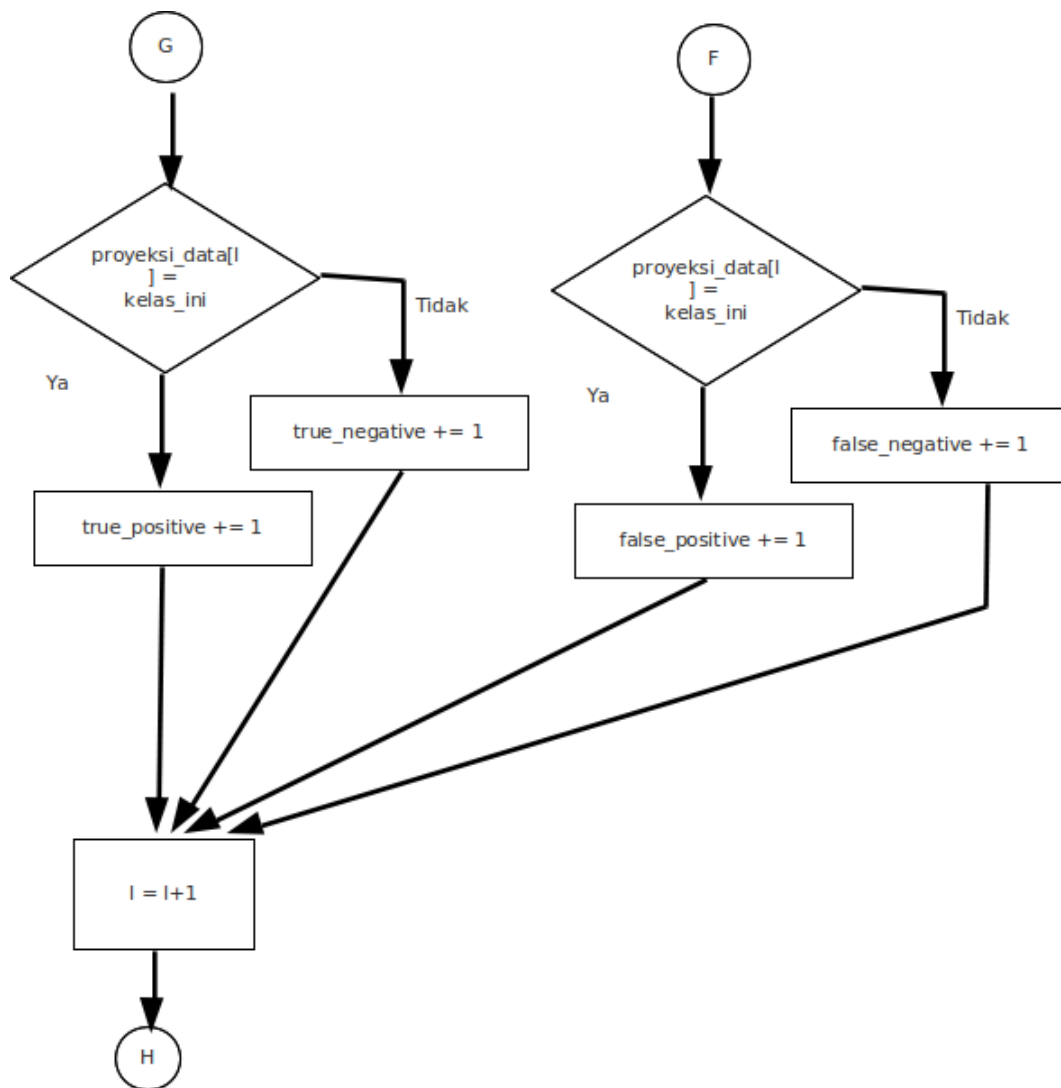 G
F
proyeksi_data[l
] =
kelas_ini
proyeksi_data[l
] =
kelas_ini
Tidak
Tidak
Ya
Ya
true_negative += 1
false_negative += 1
true_positive += 1
false_positive += 1
l = l+1
H